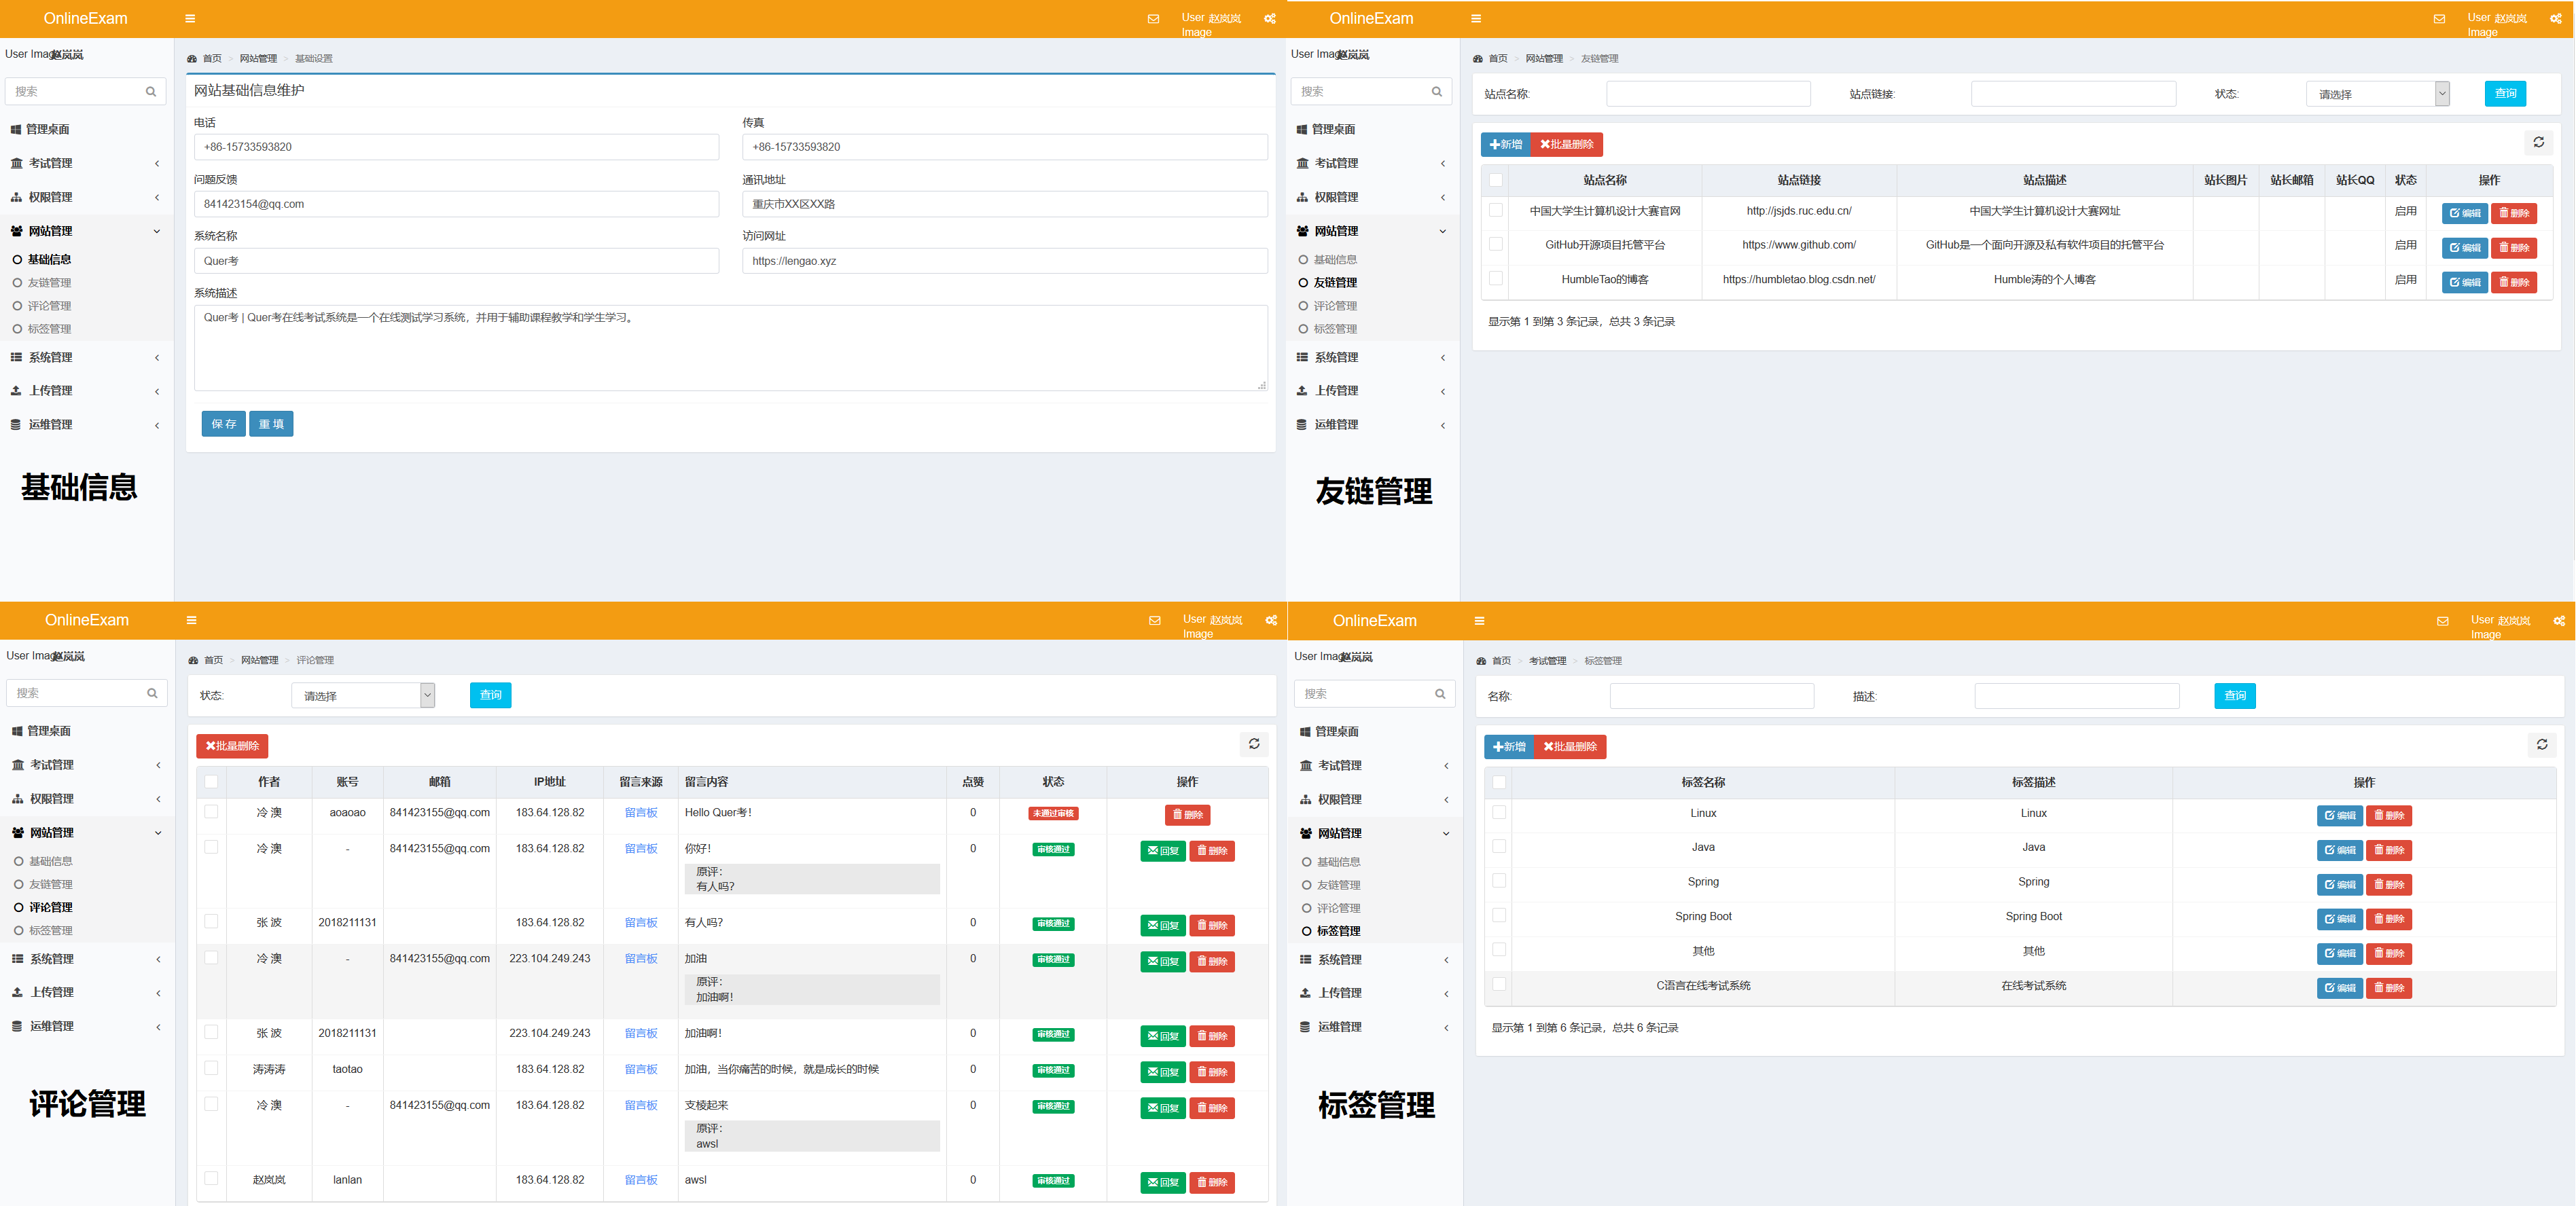 OnlineExam
User 赵岚岚
Image
User Image赵岚岚
首页 > 网站管理 > 基础设置
搜索
网站基础信息维护
管理桌面
考试管理
权限管理
网站管理
基础信息
友链管理
评论管理
标签管理
系统管理
上传管理
运维管理
电话
传真
+86-15733593820
+86-15733593820
问题反馈
通讯地址
841423154@qq.com
重庆市XX区XX路
系统名称
访问网址
Quer考
https://lengao.xyz
系统描述
Quer考 | Quer考在线考试系统是一个在线测试学习系统，并用于辅助课程教学和学生学习。
保 存 重 填
基础信息
OnlineExam
User 赵岚岚
Image
User Image赵岚岚
首页 > 网站管理 > 友链管理
搜索
管理桌面
考试管理
权限管理
网站管理
基础信息
友链管理
评论管理
标签管理
系统管理
上传管理
运维管理
站点名称: 站点链接: 状态: 请选择 查询
新增 批量删除
站点名称 站点链接 站点描述 站长图片 站长邮箱 站长QQ 状态 操作
中国大学生计算机设计大赛官网 http://jsjds.ruc.edu.cn/ 中国大学生计算机设计大赛网址 启用 编辑 删除
GitHub开源项目托管平台 https://www.github.com/ GitHub是一个面向开源及私有软件项目的托管平台 启用 编辑 删除
HumbleTao的博客 https://humbletao.blog.csdn.net/ Humble涛的个人博客 启用 编辑 删除
显示第 1 到第 3 条记录，总共 3 条记录
友链管理
OnlineExam
User 赵岚岚
Image
User Image赵岚岚
首页 > 网站管理 > 评论管理
搜索
管理桌面
考试管理
权限管理
网站管理
基础信息
友链管理
评论管理
标签管理
系统管理
上传管理
运维管理
状态: 请选择 查询
批量删除
作者 账号 邮箱 IP地址 留言来源 留言内容 点赞 状态 操作
冷 澳 aoaoao 841423155@qq.com 183.64.128.82 留言板 Hello Quer考！ 0 未通过审核 删除
冷 澳 - 841423155@qq.com 183.64.128.82 留言板 你好！ 0 审核通过 回复 删除
原评：
有人吗？
张 波 2018211131 183.64.128.82 留言板 有人吗？ 0 审核通过 回复 删除
冷 澳 - 841423155@qq.com 223.104.249.243 留言板 加油 0 审核通过 回复 删除
原评：
加油啊！
张 波 2018211131 223.104.249.243 留言板 加油啊！ 0 审核通过 回复 删除
涛涛涛 taotao 183.64.128.82 留言板 加油，当你痛苦的时候，就是成长的时候 0 审核通过 回复 删除
冷 澳 - 841423155@qq.com 183.64.128.82 留言板 支棱起来 0 审核通过 回复 删除
原评：
awsl
赵岚岚 lanlan 183.64.128.82 留言板 awsl 0 审核通过 回复 删除
评论管理
OnlineExam
User 赵岚岚
Image
User Image赵岚岚
首页 > 考试管理 > 标签管理
搜索
管理桌面
考试管理
权限管理
网站管理
基础信息
友链管理
评论管理
标签管理
系统管理
上传管理
运维管理
名称: 描述: 查询
新增 批量删除
标签名称 标签描述 操作
Linux Linux 编辑 删除
Java Java 编辑 删除
Spring Spring 编辑 删除
Spring Boot Spring Boot 编辑 删除
其他 其他 编辑 删除
C语言在线考试系统 在线考试系统 编辑 删除
显示第 1 到第 6 条记录，总共 6 条记录
标签管理